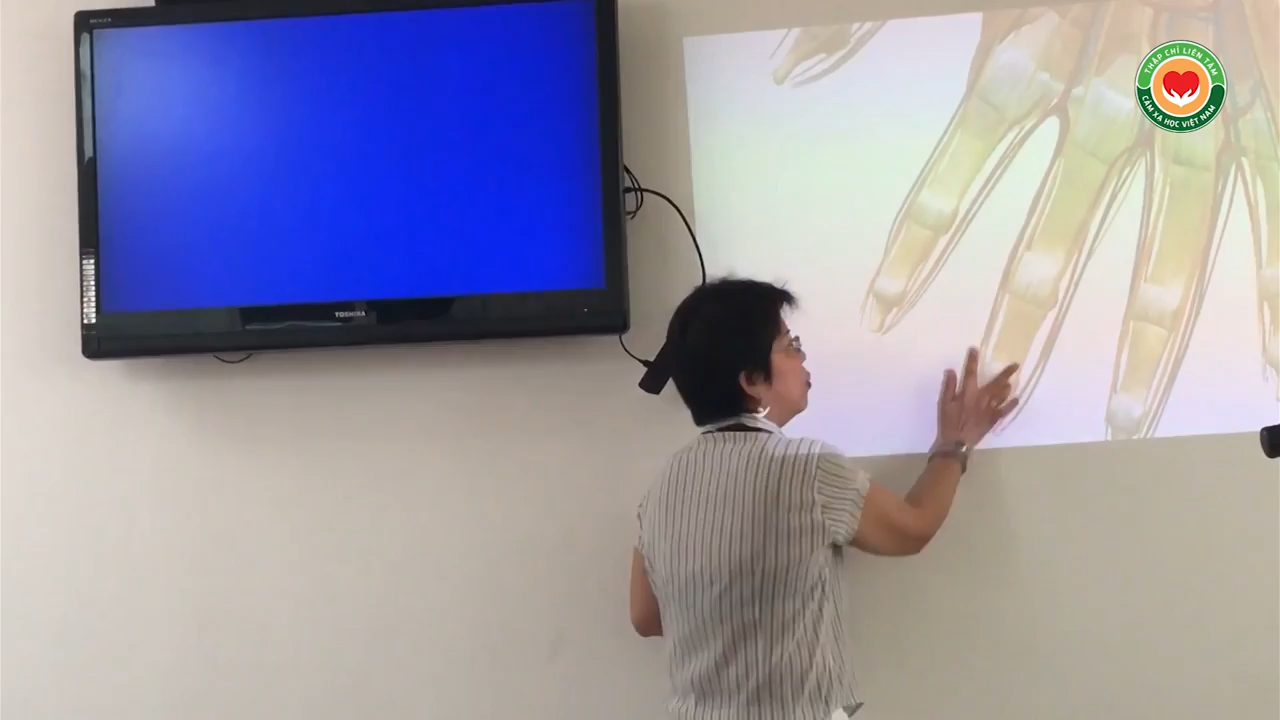 TOSHIBA
THẬP CHỈ LIÊN TÂM
CẢM XẠ HỌC VIỆT NAM